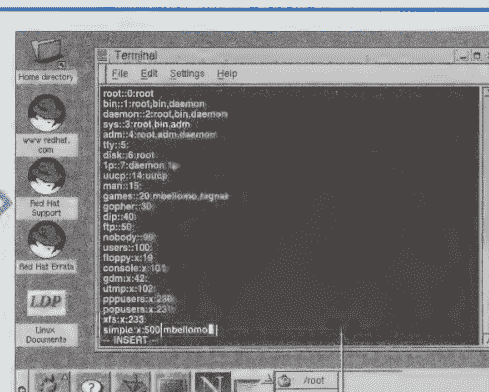 Home directory
www.redhat.
com
Red Hat
Support
Red Hat Errata
LDP
Linux
Documents
Terminal
File Edit Settings Help
root::0:root
bin::1:root,bin,daemon
daemon::2:root,bin,daemon
sys::3:root,bin,adm
adm::4:root,adm,daemon
tty::5:
disk::6:root
1p::7:daemon,1p
uucp::14:uucp
man::15:
games::20:mbellomo,
gopher::30:
dip::40:
ftp::50:
nobody::99:
users::100:
floppy:x:19
console:x:101
gdm:x:42:
utmp:x:102:
pppusers:x:230:
popusers:x:231:
xfs:x:233:
simple:x:500:mbellomo
-- INSERT --
N
/root